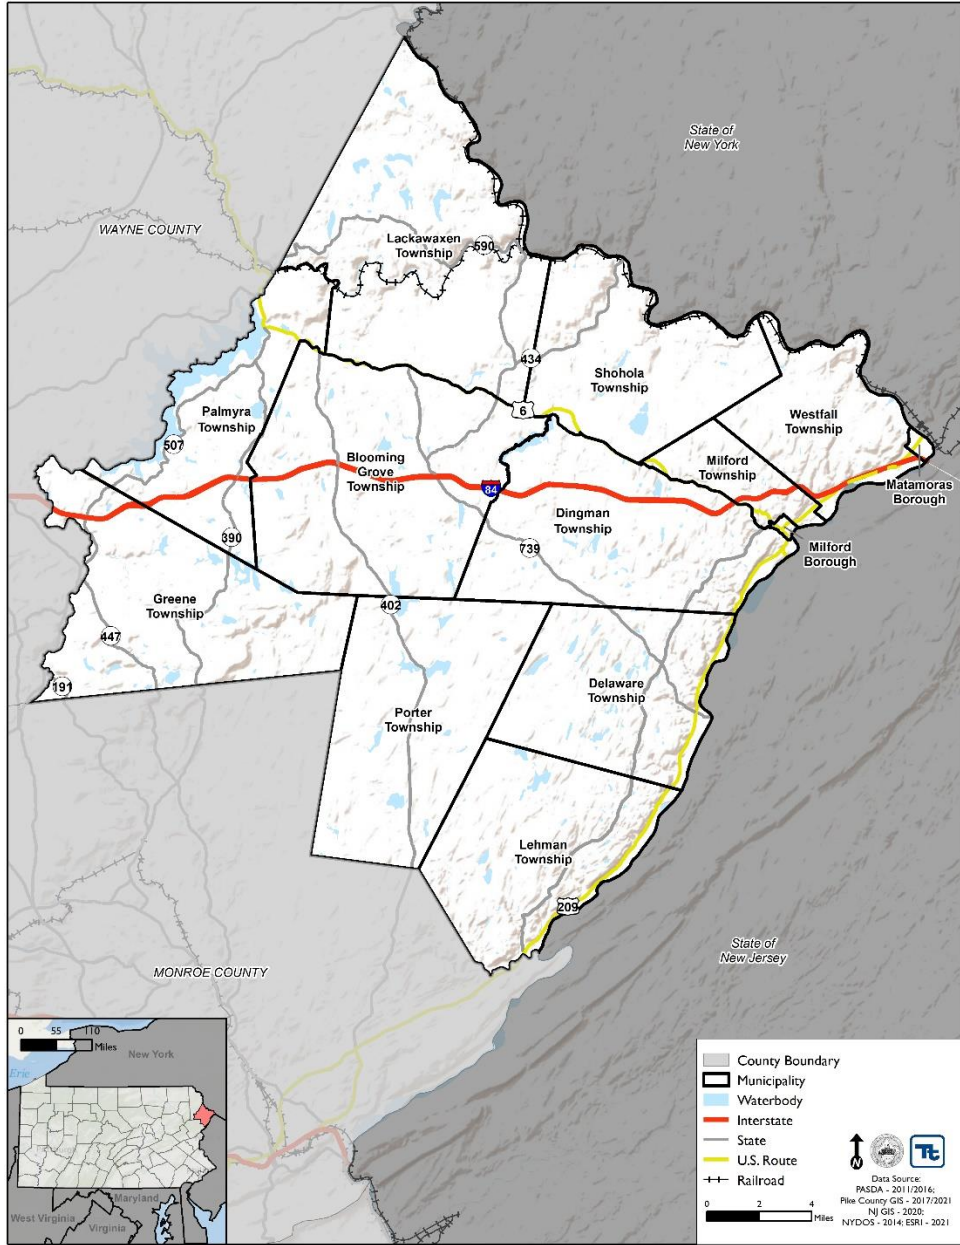 State of
New York
WAYNE COUNTY
Lackawaxen
Township
590
434
Shohola
Township
6
Palmyra
Township
507
Westfall
Township
Blooming
Grove
Township
Milford
Township
84
Matamoras
Borough
Dingman
Township
390
739
Milford
Borough
Greene
Township
402
447
191
Delaware
Township
Porter
Township
Lehman
Township
209
State of
New Jersey
MONROE COUNTY
0 55 110
Miles
New York
Erie
Maryland
West Virginia
Virginia
County Boundary
Municipality
Waterbody
Interstate
State
U.S. Route
Railroad
0 2 4
Miles
N
Tt
Data Source:
PASDA - 2011/2016;
Pike County GIS - 2017/2021
NJ GIS - 2020;
NYDOS - 2014; ESRI - 2021